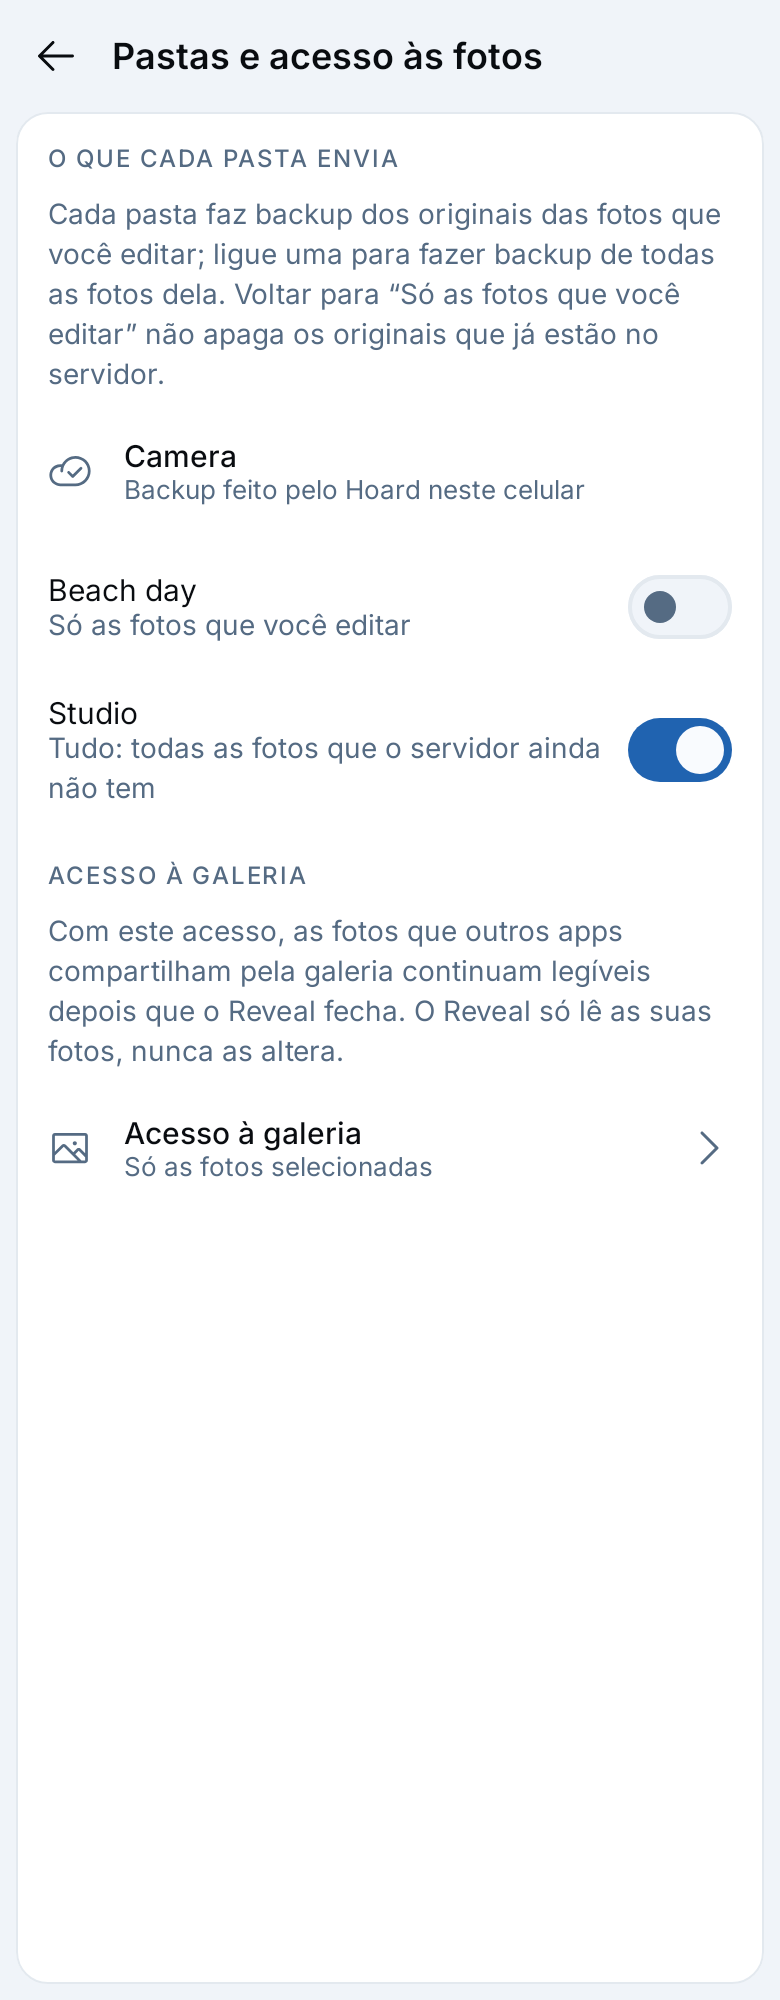 Pastas e acesso às fotos
O QUE CADA PASTA ENVIA
Cada pasta faz backup dos originais das fotos que
você editar; ligue uma para fazer backup de todas
as fotos dela. Voltar para “Só as fotos que você
editar” não apaga os originais que já estão no
servidor.
Camera
Backup feito pelo Hoard neste celular
Beach day
Só as fotos que você editar
Studio
Tudo: todas as fotos que o servidor ainda
não tem
ACESSO À GALERIA
Com este acesso, as fotos que outros apps
compartilham pela galeria continuam legíveis
depois que o Reveal fecha. O Reveal só lê as suas
fotos, nunca as altera.
Acesso à galeria
Só as fotos selecionadas